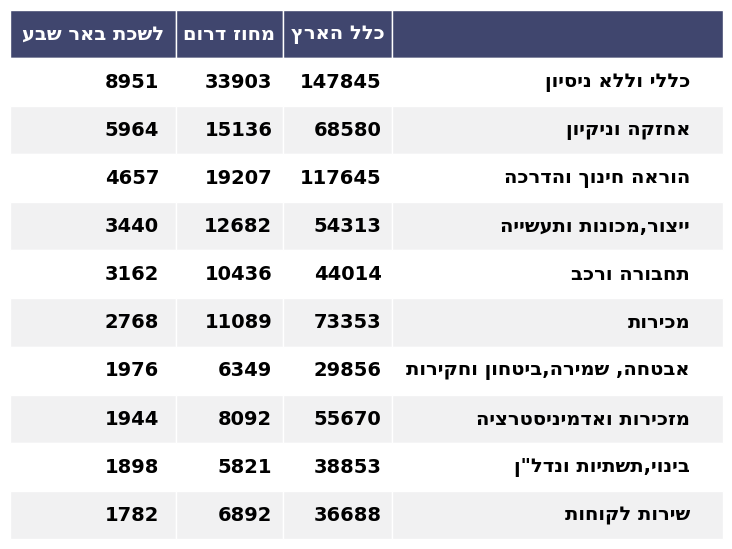 כלל הארץ מחוז דרום לשכת באר שבע
כללי וללא ניסיון 147845 33903 8951
אחזקה וניקיון 68580 15136 5964
הוראה חינוך והדרכה 117645 19207 4657
ייצור,מכונות ותעשייה 54313 12682 3440
תחבורה ורכב 44014 10436 3162
מכירות 73353 11089 2768
אבטחה, שמירה,ביטחון וחקירות 29856 6349 1976
מזכירות ואדמיניסטרציה 55670 8092 1944
בינוי,תשתיות ונדל"ן 38853 5821 1898
שירות לקוחות 36688 6892 1782